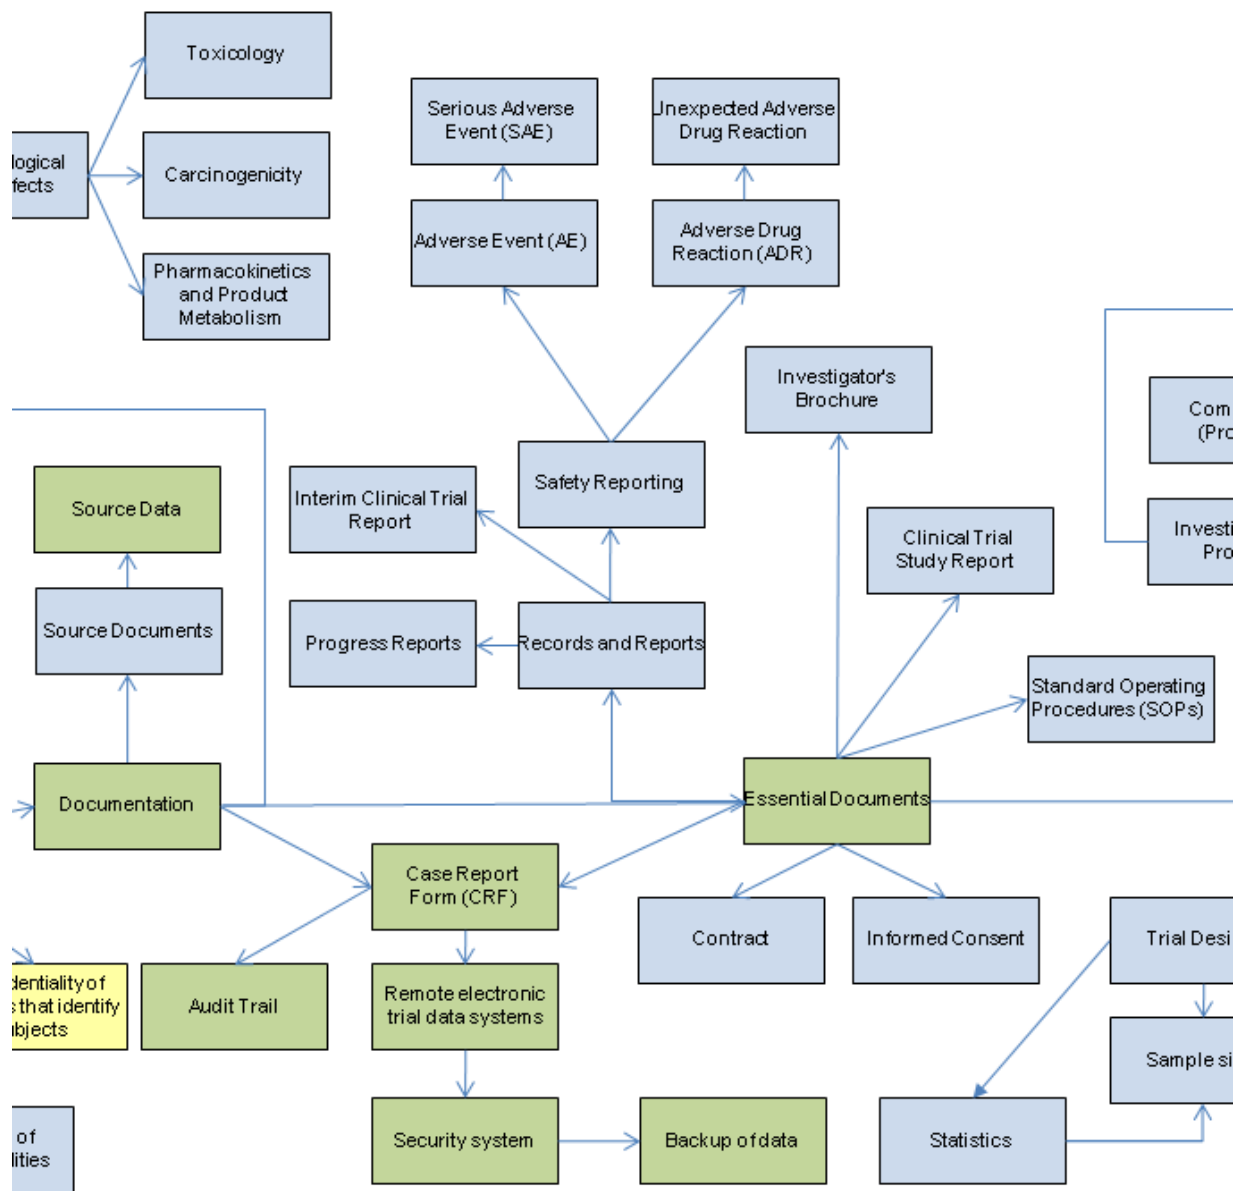 Toxicology
Serious Adverse
Event (SAE)
Unexpected Adverse
Drug Reaction
logical
fects
Carcinogenicity
Adverse Event (AE)
Adverse Drug
Reaction (ADR)
Pharmacokinetics
and Product
Metabolism
Investigator's
Brochure
Com
(Pro
Source Data
Interim Clinical Trial
Report
Safety Reporting
Clinical Trial
Study Report
Investi
Pro
Source Documents
Progress Reports
Records and Reports
Standard Operating
Procedures (SOPs)
Documentation
Essential Documents
Case Report
Form (CRF)
Contract
Informed Consent
Trial Desi
dentiality of
s that identify
bjects
Audit Trail
Remote electronic
trial data systems
Sample si
of
lities
Security system
Backup of data
Statistics